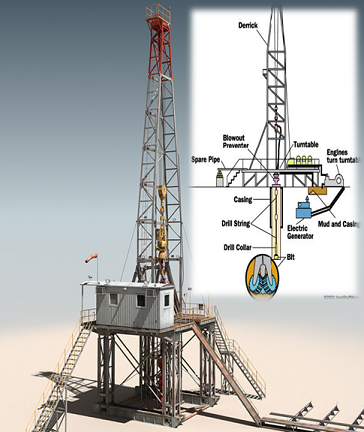 Derrick
Blowout
Preventer
Turntable
Spare Pipe
Engines
turn turntable
Casing
Drill String
Electric
Generator
Mud and Casing
Drill Collar
Bit